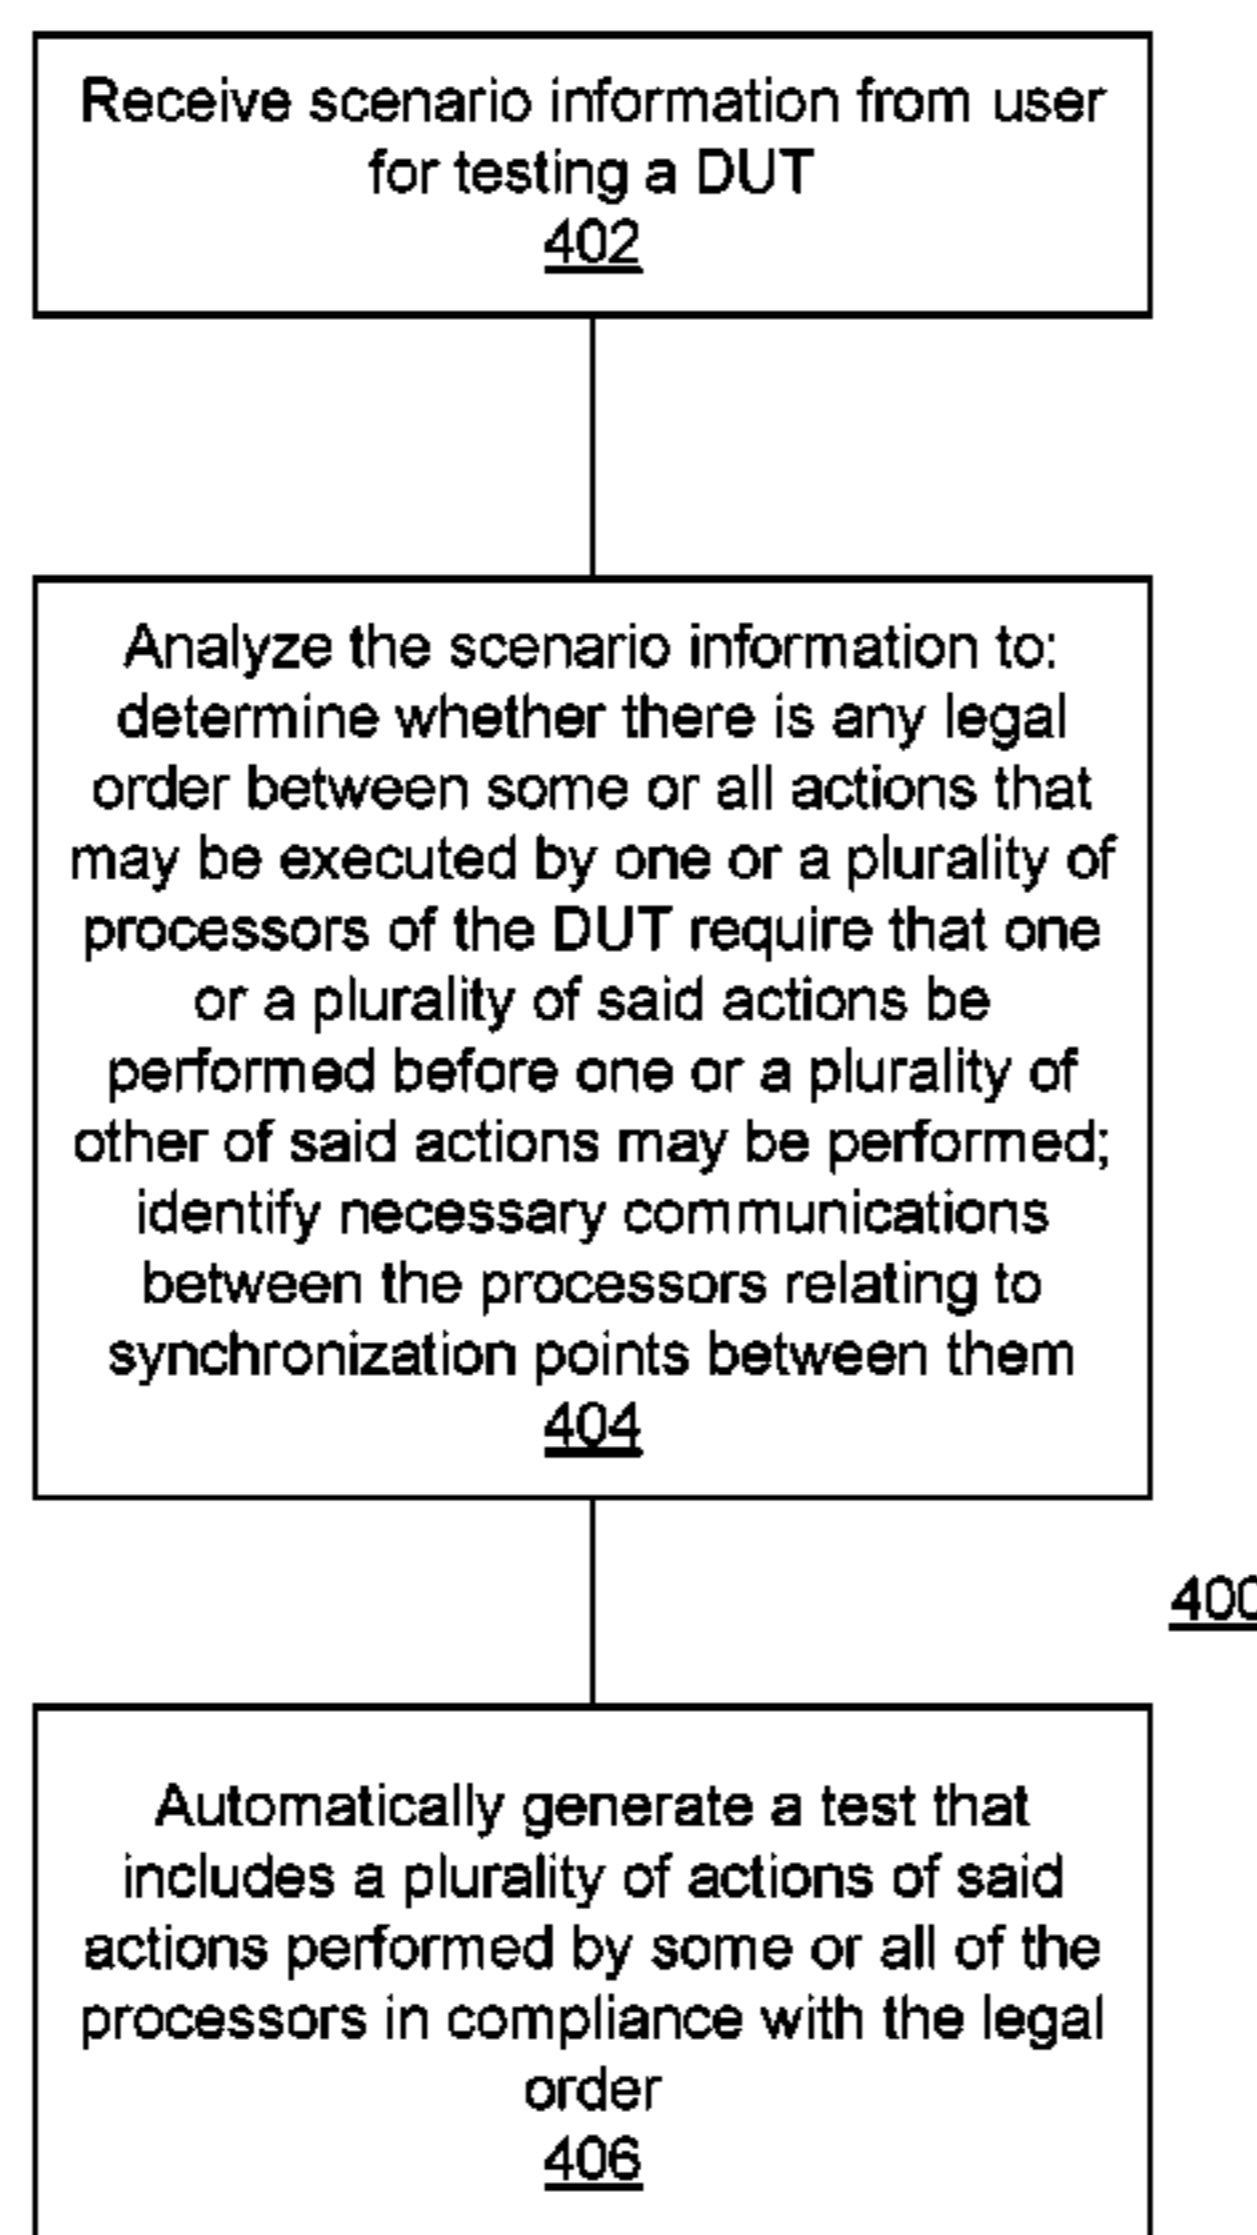 Receive scenario information from user
for testing a DUT
402
Analyze the scenario information to:
determine whether there is any legal
order between some or all actions that
may be executed by one or a plurality of
processors of the DUT require that one
or a plurality of said actions be
performed before one or a plurality of
other of said actions may be performed;
identify necessary communications
between the processors relating to
synchronization points between them
404
400
Automatically generate a test that
includes a plurality of actions of said
actions performed by some or all of the
processors in compliance with the legal
order
406